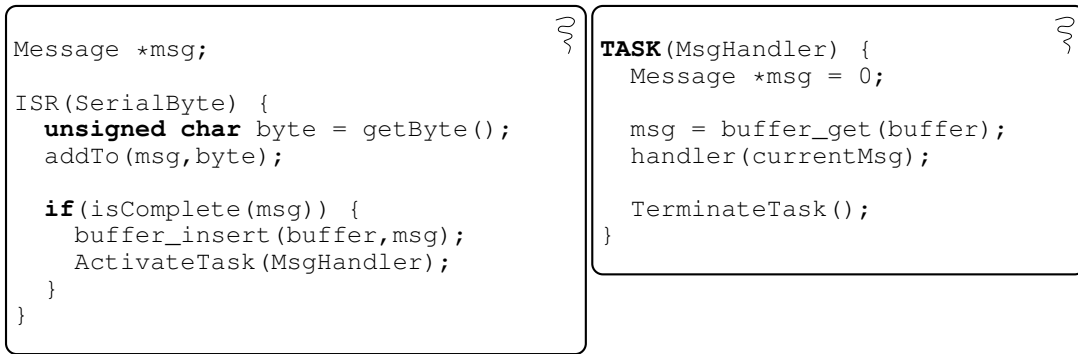 Message *msg;
ISR(SerialByte) {
unsigned char byte = getByte();
addTo(msg,byte);
if(isComplete(msg)) {
buffer_insert(buffer,msg);
ActivateTask(MsgHandler);
}
}
TASK(MsgHandler) {
Message *msg = 0;
msg = buffer_get(buffer);
handler(currentMsg);
TerminateTask();
}